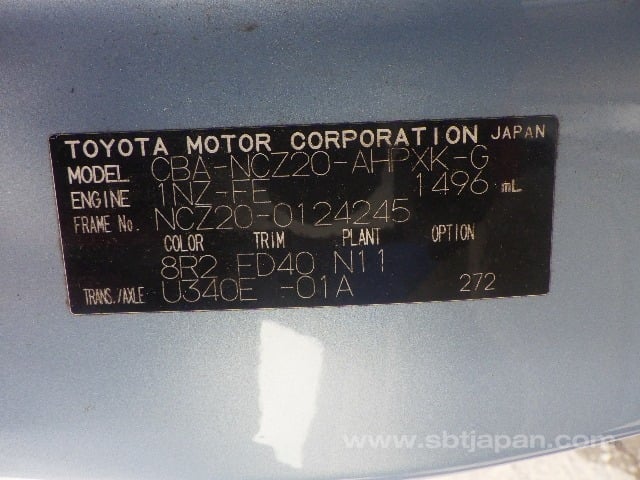 TOYOTA MOTOR CORPORATION JAPAN
MODEL CBA-NCZ20-AHPXK-G
ENGINE 1NZ-FE 1496 mL
FRAME No. NCZ20-0124245
COLOR TRIM PLANT OPTION
8R2 FD40 N11
TRANS./AXLE U340E -01A 272
www.sbtjapan.com